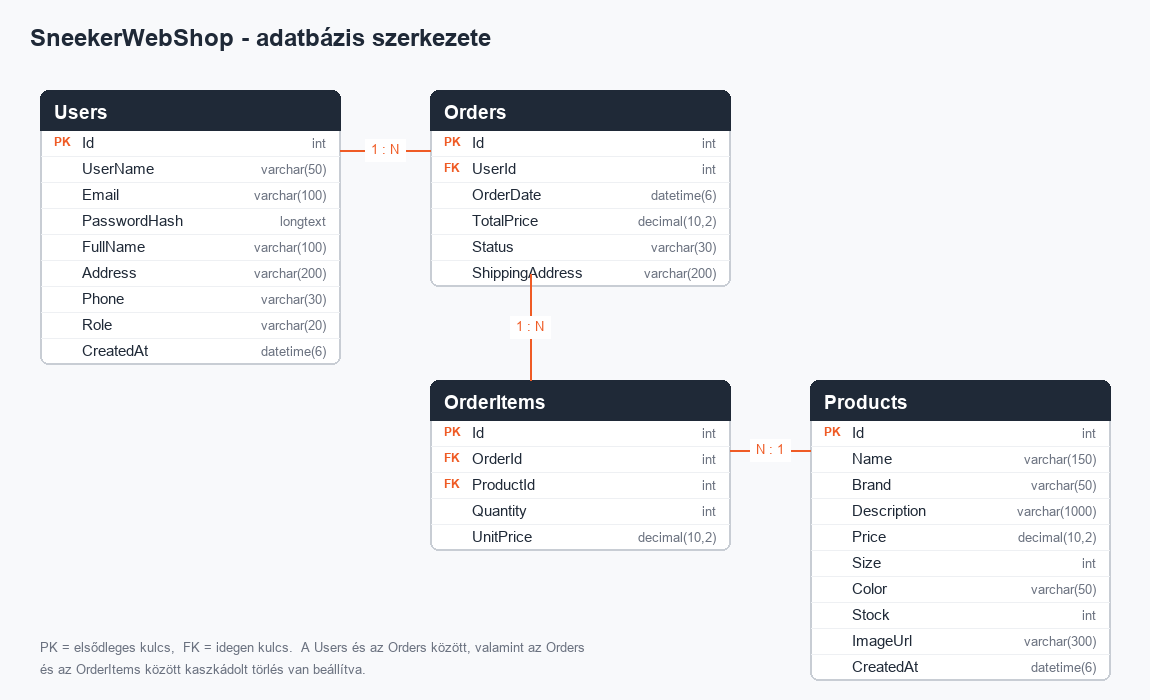 SneekerWebShop - adatbázis szerkezete
Users
PK Id int
UserName varchar(50)
Email varchar(100)
PasswordHash longtext
FullName varchar(100)
Address varchar(200)
Phone varchar(30)
Role varchar(20)
CreatedAt datetime(6)
1 : N
Orders
PK Id int
FK UserId int
OrderDate datetime(6)
TotalPrice decimal(10,2)
Status varchar(30)
ShippingAddress varchar(200)
1 : N
OrderItems
PK Id int
FK OrderId int
FK ProductId int
Quantity int
UnitPrice decimal(10,2)
N : 1
Products
PK Id int
Name varchar(150)
Brand varchar(50)
Description varchar(1000)
Price decimal(10,2)
Size int
Color varchar(50)
Stock int
ImageUrl varchar(300)
CreatedAt datetime(6)
PK = elsődleges kulcs, FK = idegen kulcs. A Users és az Orders között, valamint az Orders
és az OrderItems között kaszkádolt törlés van beállítva.